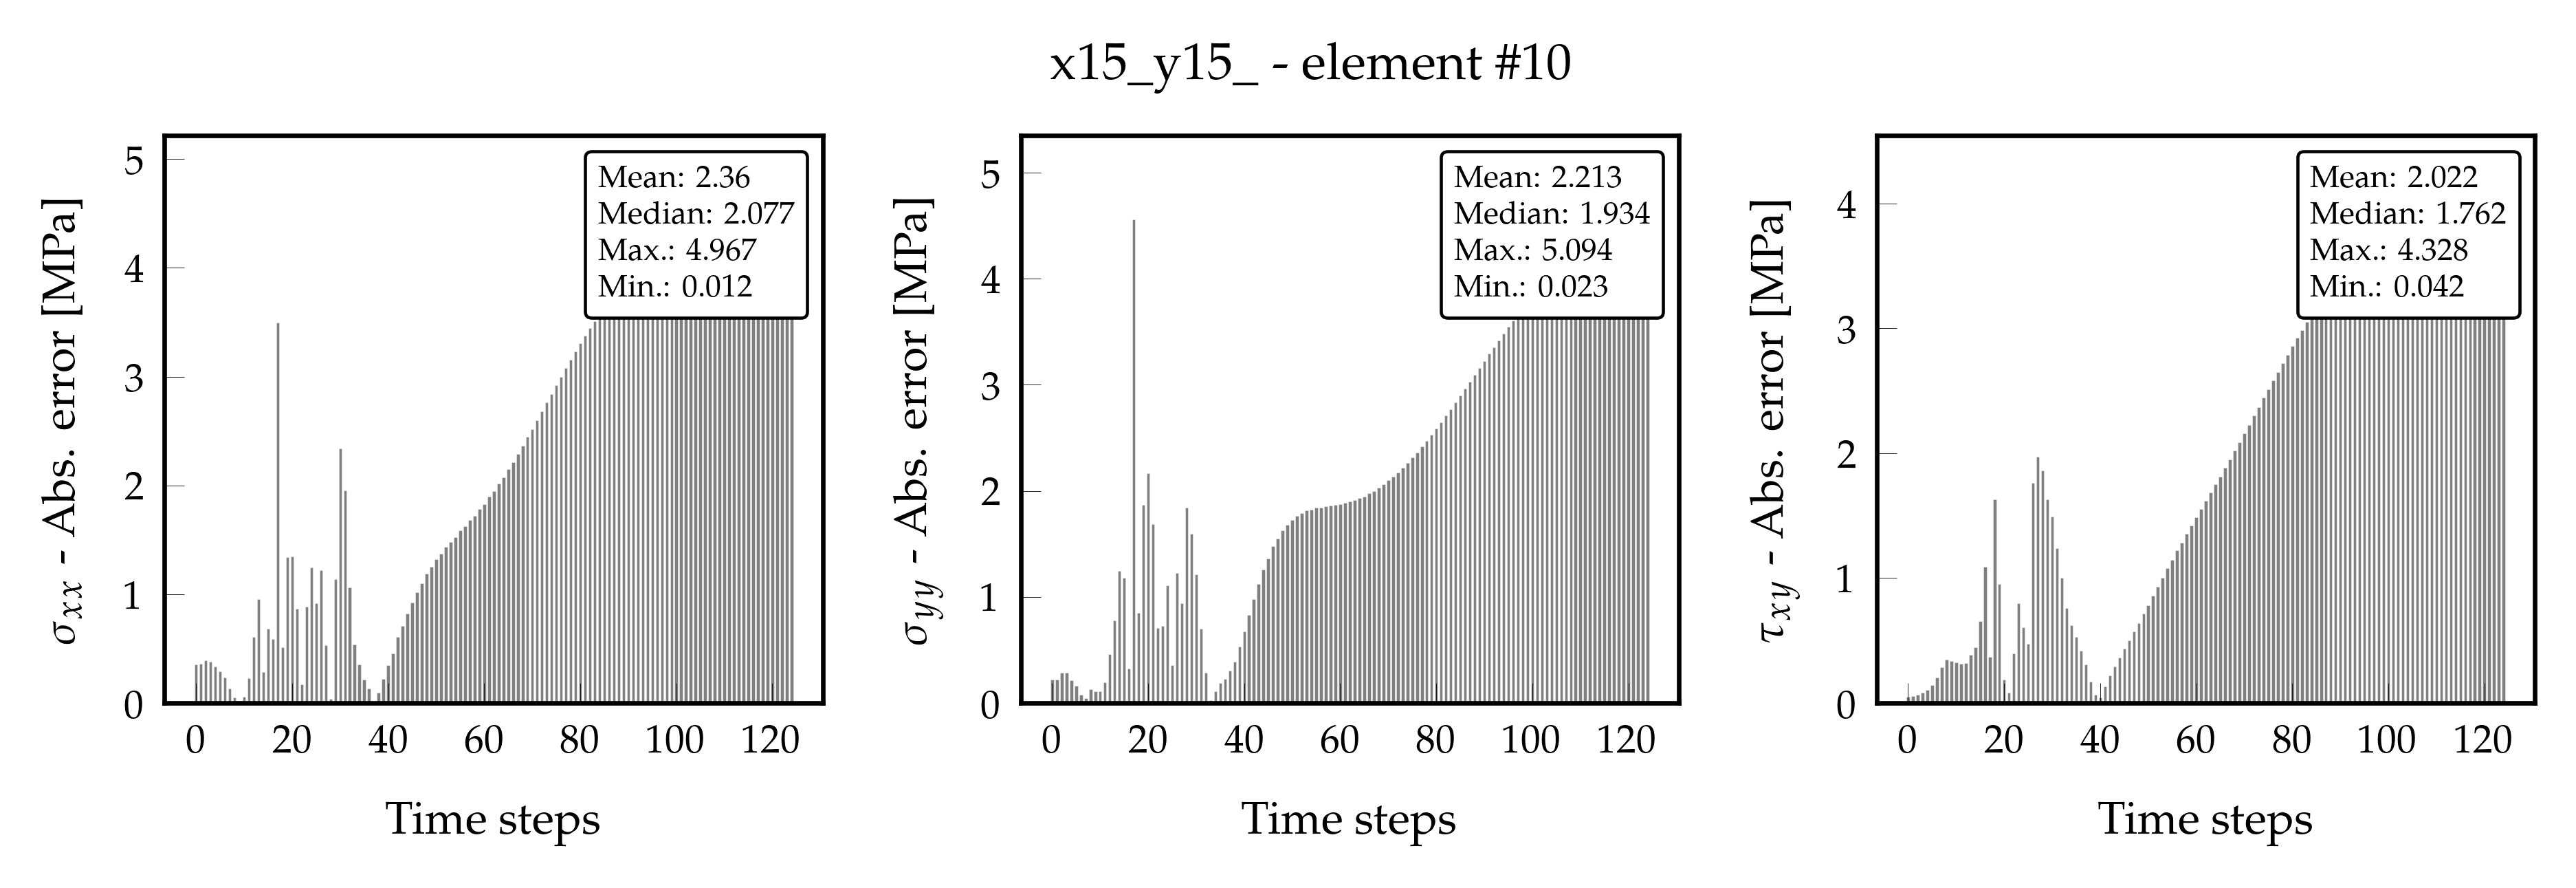 x15_y15_ - element #10
σxx - Abs. error [MPa]
5
4
3
2
1
0
Mean: 2.36
Median: 2.077
Max.: 4.967
Min.: 0.012
0 20 40 60 80 100 120
Time steps
σyy - Abs. error [MPa]
5
4
3
2
1
0
Mean: 2.213
Median: 1.934
Max.: 5.094
Min.: 0.023
0 20 40 60 80 100 120
Time steps
τxy - Abs. error [MPa]
4
3
2
1
0
Mean: 2.022
Median: 1.762
Max.: 4.328
Min.: 0.042
0 20 40 60 80 100 120
Time steps